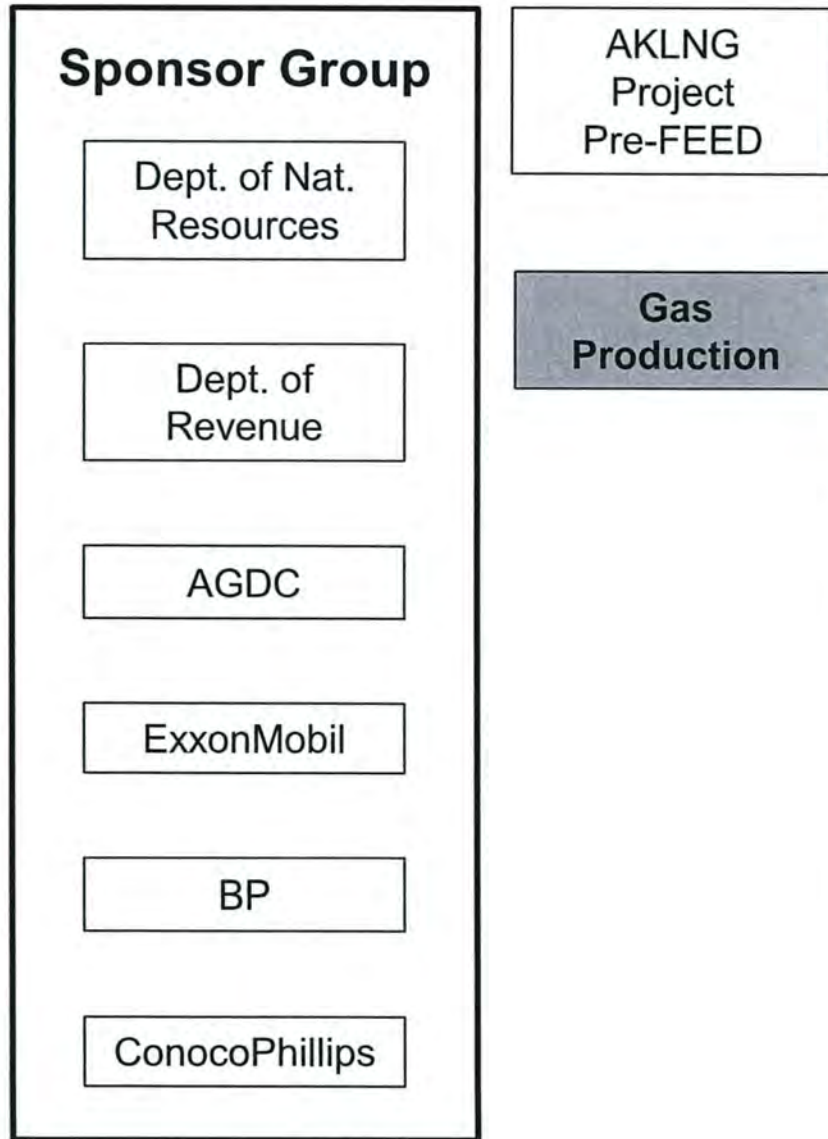 Sponsor Group
Dept. of Nat.
Resources
Dept. of
Revenue
AGDC
ExxonMobil
BP
ConocoPhillips
AKLNG
Project
Pre-FEED
Gas
Production